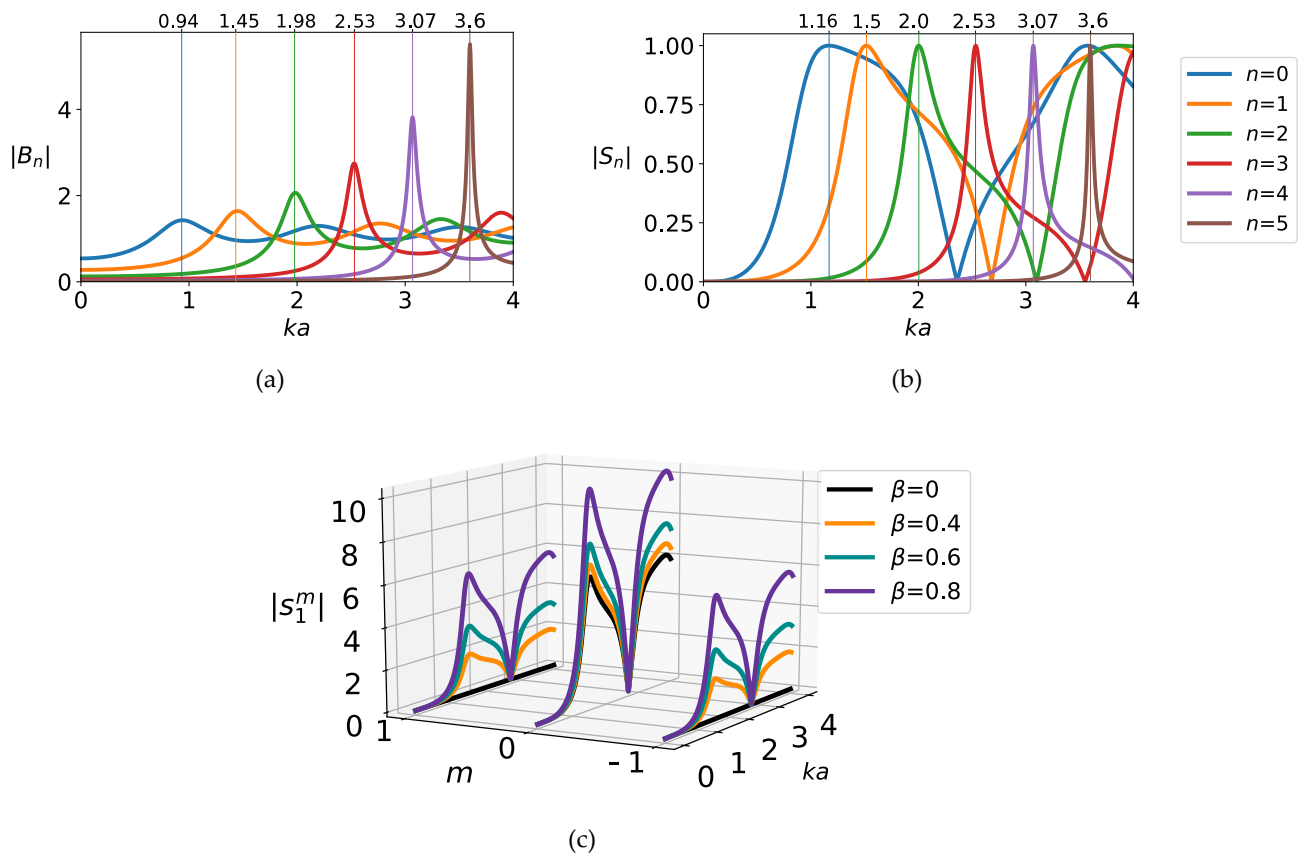 0.94 1.45 1.98 2.53 3.07 3.6
|Bₙ|
4
2
0
0 1 2 3 4
ka
(a)
1.16 1.5 2.0 2.53 3.07 3.6
|Sₙ|
1.00
0.75
0.50
0.25
0.00
0 1 2 3 4
ka
(b)
n=0
n=1
n=2
n=3
n=4
n=5
|s₁ᵐ|
10
8
6
4
2
0
1 0 -1
m
0 1 2 3 4
ka
β=0
β=0.4
β=0.6
β=0.8
(c)